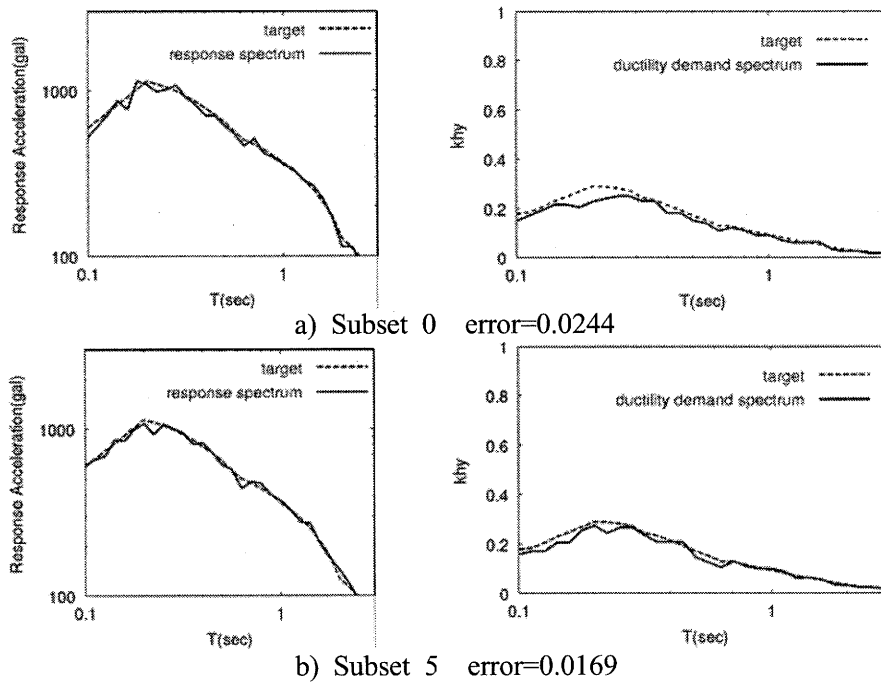 target
response spectrum
Response Acceleration(gal)
1000
100
0.1
1
T(sec)
target
ductility demand spectrum
khy
1
0.8
0.6
0.4
0.2
0
0.1
1
T(sec)
a) Subset 0 error=0.0244
target
response spectrum
Response Acceleration(gal)
1000
100
0.1
1
T(sec)
target
ductility demand spectrum
khy
1
0.8
0.6
0.4
0.2
0
0.1
1
T(sec)
b) Subset 5 error=0.0169